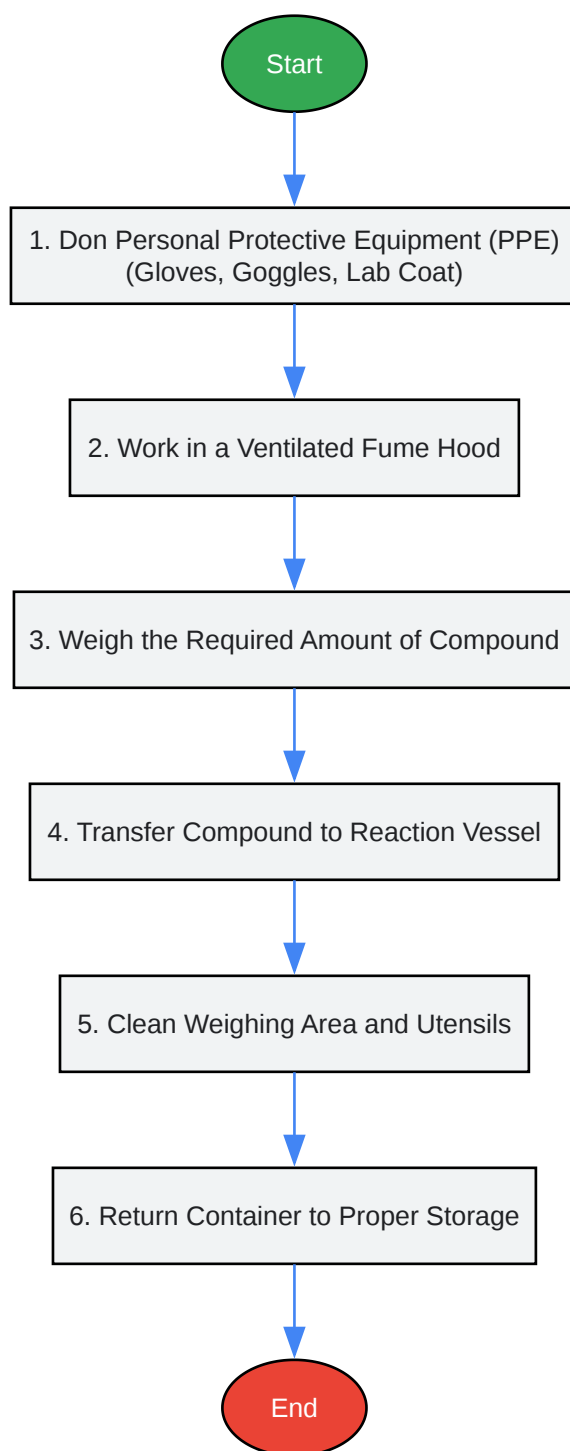 Start
1. Don Personal Protective Equipment (PPE)
(Gloves, Goggles, Lab Coat)
2. Work in a Ventilated Fume Hood
3. Weigh the Required Amount of Compound
4. Transfer Compound to Reaction Vessel
5. Clean Weighing Area and Utensils
6. Return Container to Proper Storage
End